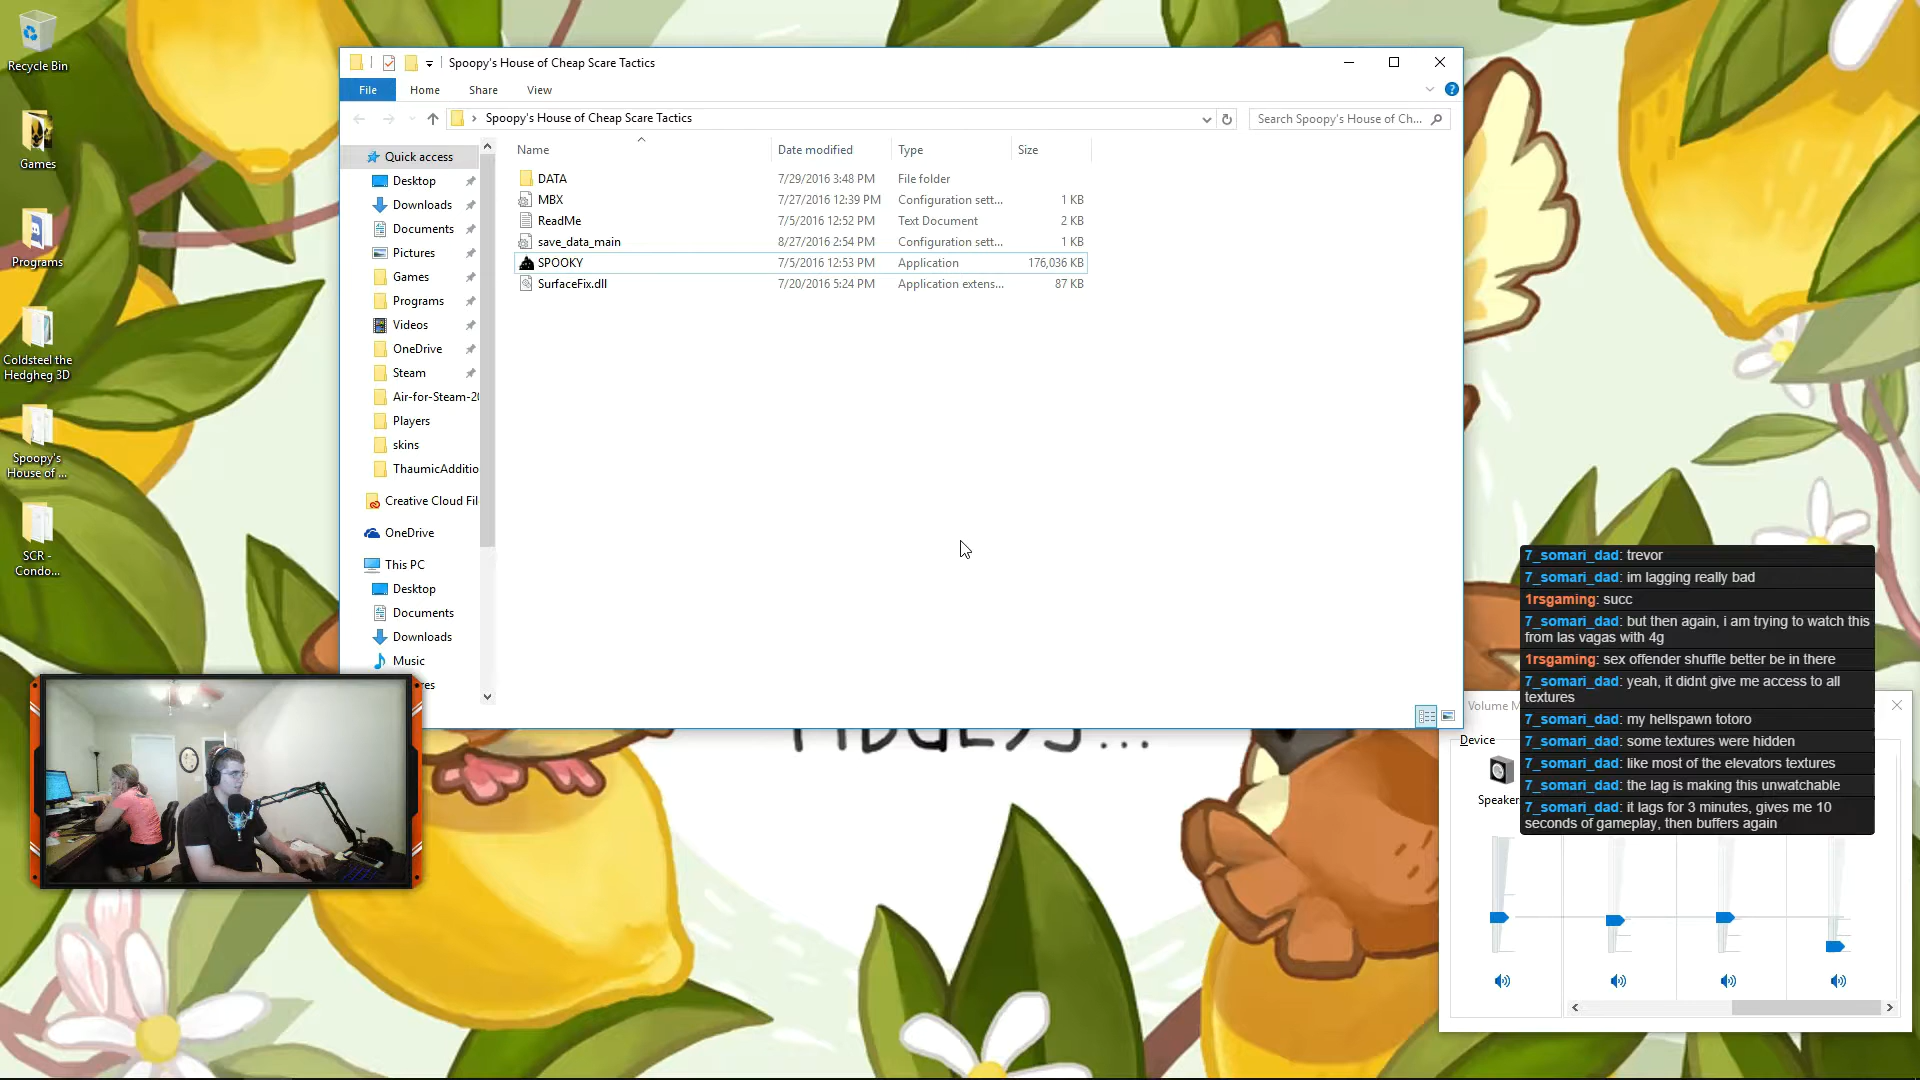 Recycle Bin
Games
Programs
Coldsteel the
Hedgheg 3D
Spoopy's
House of ...
SCR -
Condo...
Spoopy's House of Cheap Scare Tactics
File
Home
Share
View
Spoopy's House of Cheap Scare Tactics
Search Spoopy's House of Ch...
Quick access
Desktop
Downloads
Documents
Pictures
Games
Programs
Videos
OneDrive
Steam
Air-for-Steam-20
Players
skins
ThaumicAdditio
Creative Cloud Fil
OneDrive
This PC
Desktop
Documents
Downloads
Music
res
Name Date modified Type Size
DATA 7/29/2016 3:48 PM File folder
MBX 7/27/2016 12:39 PM Configuration sett... 1 KB
ReadMe 7/5/2016 12:52 PM Text Document 2 KB
save_data_main 8/27/2016 2:54 PM Configuration sett... 1 KB
SPOOKY 7/5/2016 12:53 PM Application 176,036 KB
SurfaceFix.dll 7/20/2016 5:24 PM Application extens... 87 KB
7_somari_dad: trevor
7_somari_dad: im lagging really bad
1rsgaming: succ
7_somari_dad: but then again, i am trying to watch this
from las vagas with 4g
1rsgaming: sex offender shuffle better be in there
7_somari_dad: yeah, it didnt give me access to all
textures
7_somari_dad: my hellspawn totoro
7_somari_dad: some textures were hidden
7_somari_dad: like most of the elevators textures
7_somari_dad: the lag is making this unwatchable
7_somari_dad: it lags for 3 minutes, gives me 10
seconds of gameplay, then buffers again
Volume M
Device
Speaker